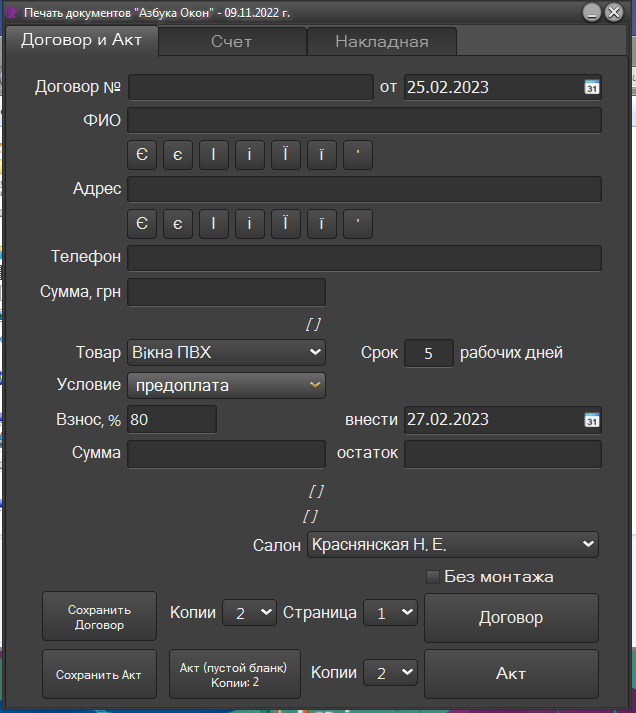 Печать документов "Азбука Окон" - 09.11.2022 г.
Договор и Акт Счет Накладная
Договор № от 25.02.2023 31
ФИО
Є є І і Ї ї '
Адрес
Є є І і Ї ї '
Телефон
Сумма, грн
[ ]
Товар Вікна ПВХ Срок 5 рабочих дней
Условие предоплата
Взнос, % 80 внести 27.02.2023 31
Сумма остаток
[ ]
[ ]
Салон Краснянская Н. Е.
Без монтажа
Сохранить Договор Копии 2 Страница 1 Договор
Сохранить Акт Акт (пустой бланк) Копии: 2 Копии 2 Акт